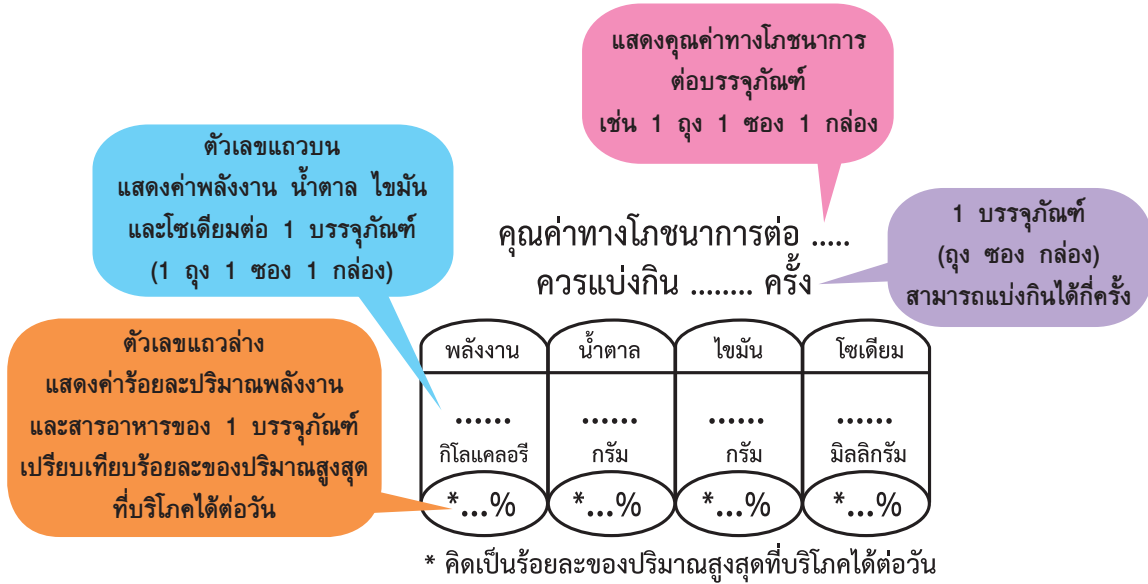 แสดงคุณค่าทางโภชนาการ
ต่อบรรจุภัณฑ์
เช่น 1 ถุง 1 ซอง 1 กล่อง
ตัวเลขแถวบน
แสดงค่าพลังงาน น้ำตาล ไขมัน
และโซเดียมต่อ 1 บรรจุภัณฑ์
(1 ถุง 1 ซอง 1 กล่อง)
1 บรรจุภัณฑ์
(ถุง ซอง กล่อง)
สามารถแบ่งกินได้กี่ครั้ง
คุณค่าทางโภชนาการต่อ .....
ควรแบ่งกิน ........ ครั้ง
ตัวเลขแถวล่าง
แสดงค่าร้อยละปริมาณพลังงาน
และสารอาหารของ 1 บรรจุภัณฑ์
เปรียบเทียบร้อยละของปริมาณสูงสุด
ที่บริโภคได้ต่อวัน
พลังงาน น้ำตาล ไขมัน โซเดียม
...... ...... ...... ......
กิโลแคลอรี กรัม กรัม มิลลิกรัม
*...% *...% *...% *...%
* คิดเป็นร้อยละของปริมาณสูงสุดที่บริโภคได้ต่อวัน